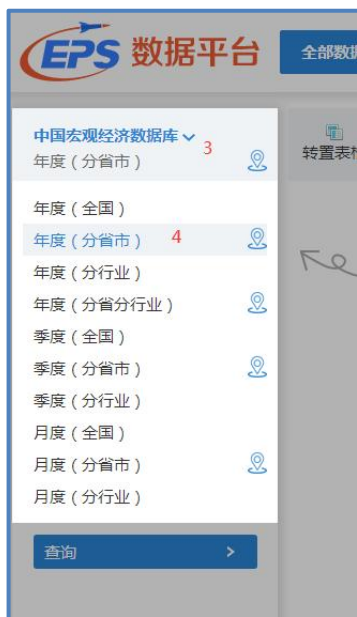 EPS 数据平台
全部数据
中国宏观经济数据库
3
年度（分省市）
转置表格
年度（全国）
年度（分省市） 4
年度（分行业）
年度（分省分行业）
季度（全国）
季度（分省市）
季度（分行业）
月度（全国）
月度（分省市）
月度（分行业）
查询 >